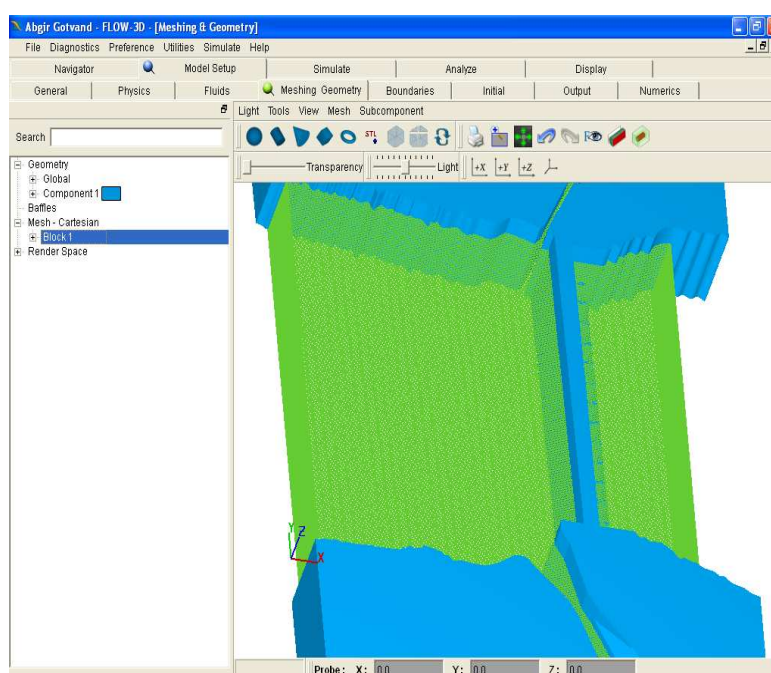 Abgir Gotvand - FLOW-3D - [Meshing & Geometry]
File Diagnostics Preference Utilities Simulate Help
Navigator Model Setup Simulate Analyze Display
General Physics Fluids Meshing Geometry Boundaries Initial Output Numerics
Light Tools View Mesh Subcomponent
Search
STL
Transparency Light +X +Y +Z
Geometry
Global
Component 1
Baffles
Mesh - Cartesian
Block 1
Render Space
Y Z
X
Probe: X: 0.0 Y: 0.0 Z: 0.0